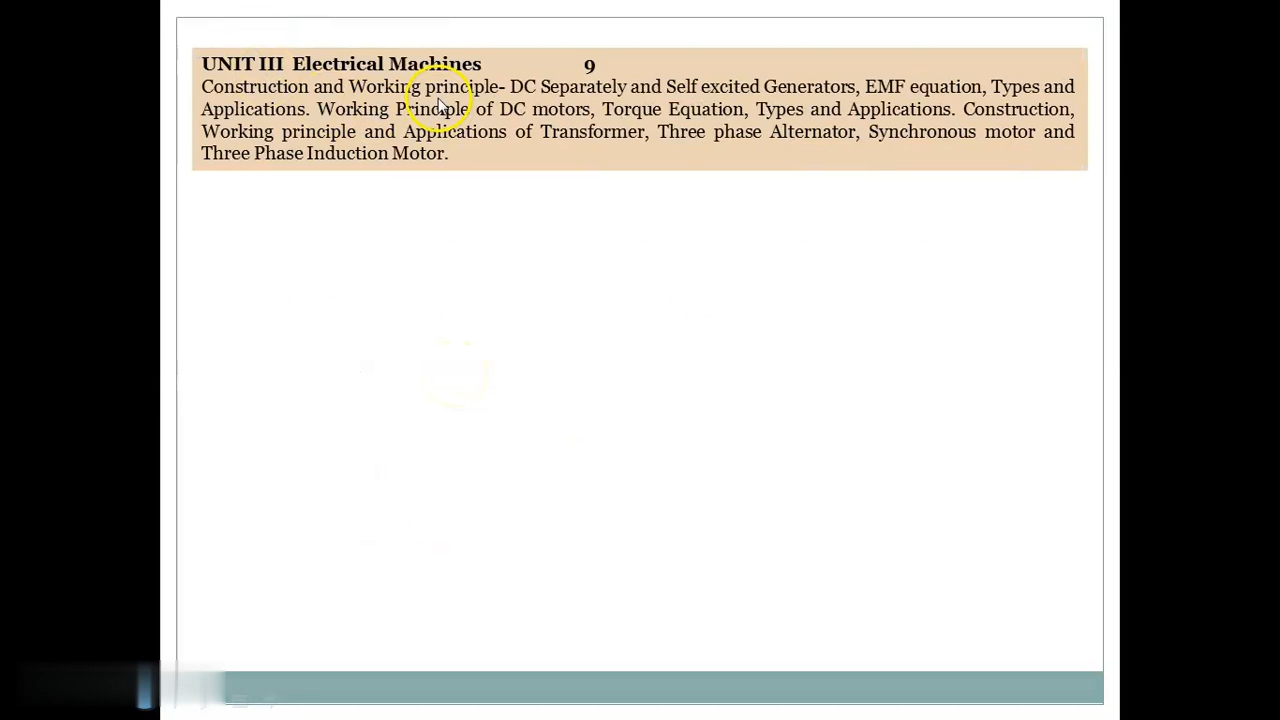 UNIT III Electrical Machines 9
Construction and Working principle- DC Separately and Self excited Generators, EMF equation, Types and
Applications. Working Principle of DC motors, Torque Equation, Types and Applications. Construction,
Working principle and Applications of Transformer, Three phase Alternator, Synchronous motor and
Three Phase Induction Motor.